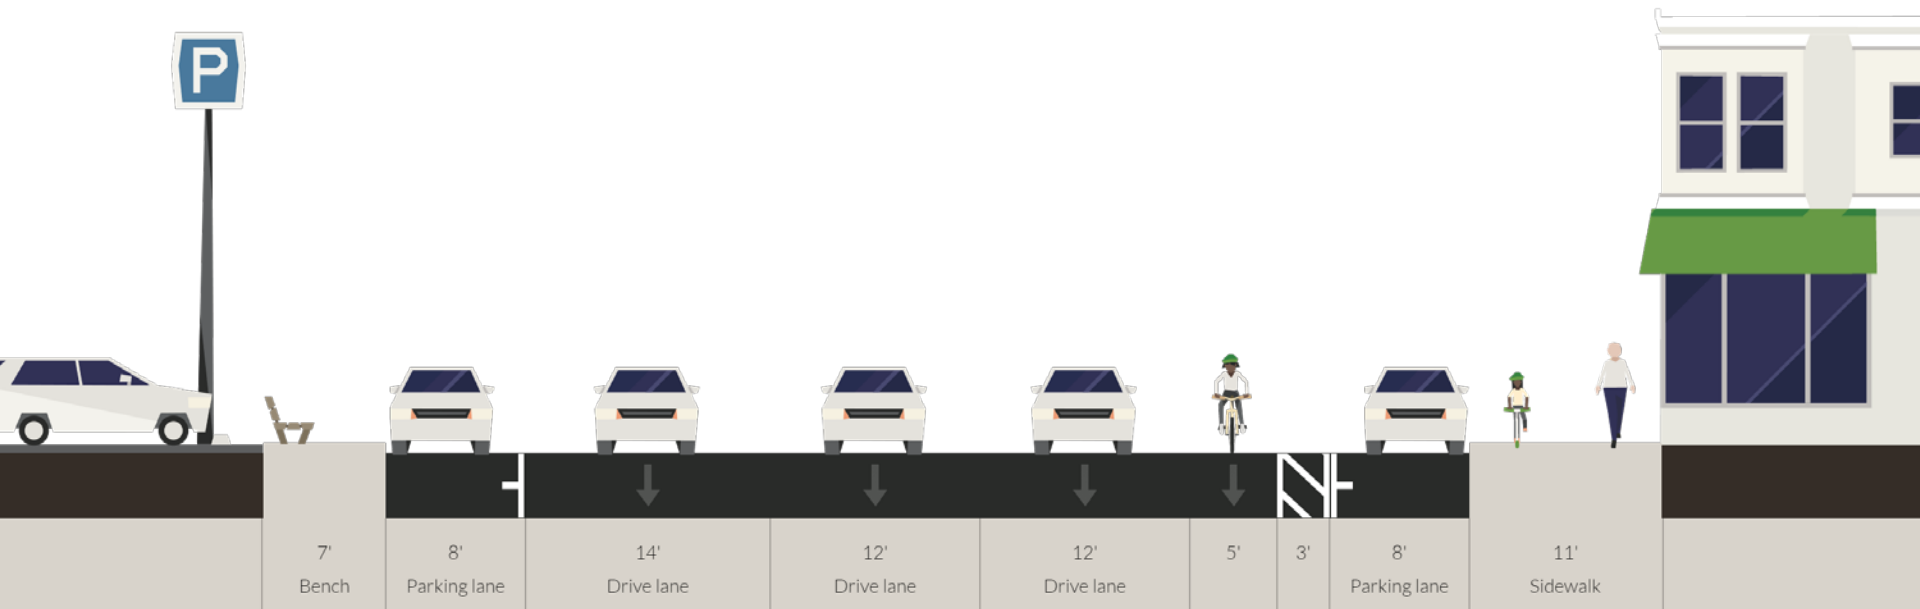 P
7' 8' 14' 12' 12' 5' 3' 8' 11'
Bench Parking lane Drive lane Drive lane Drive lane Parking lane Sidewalk